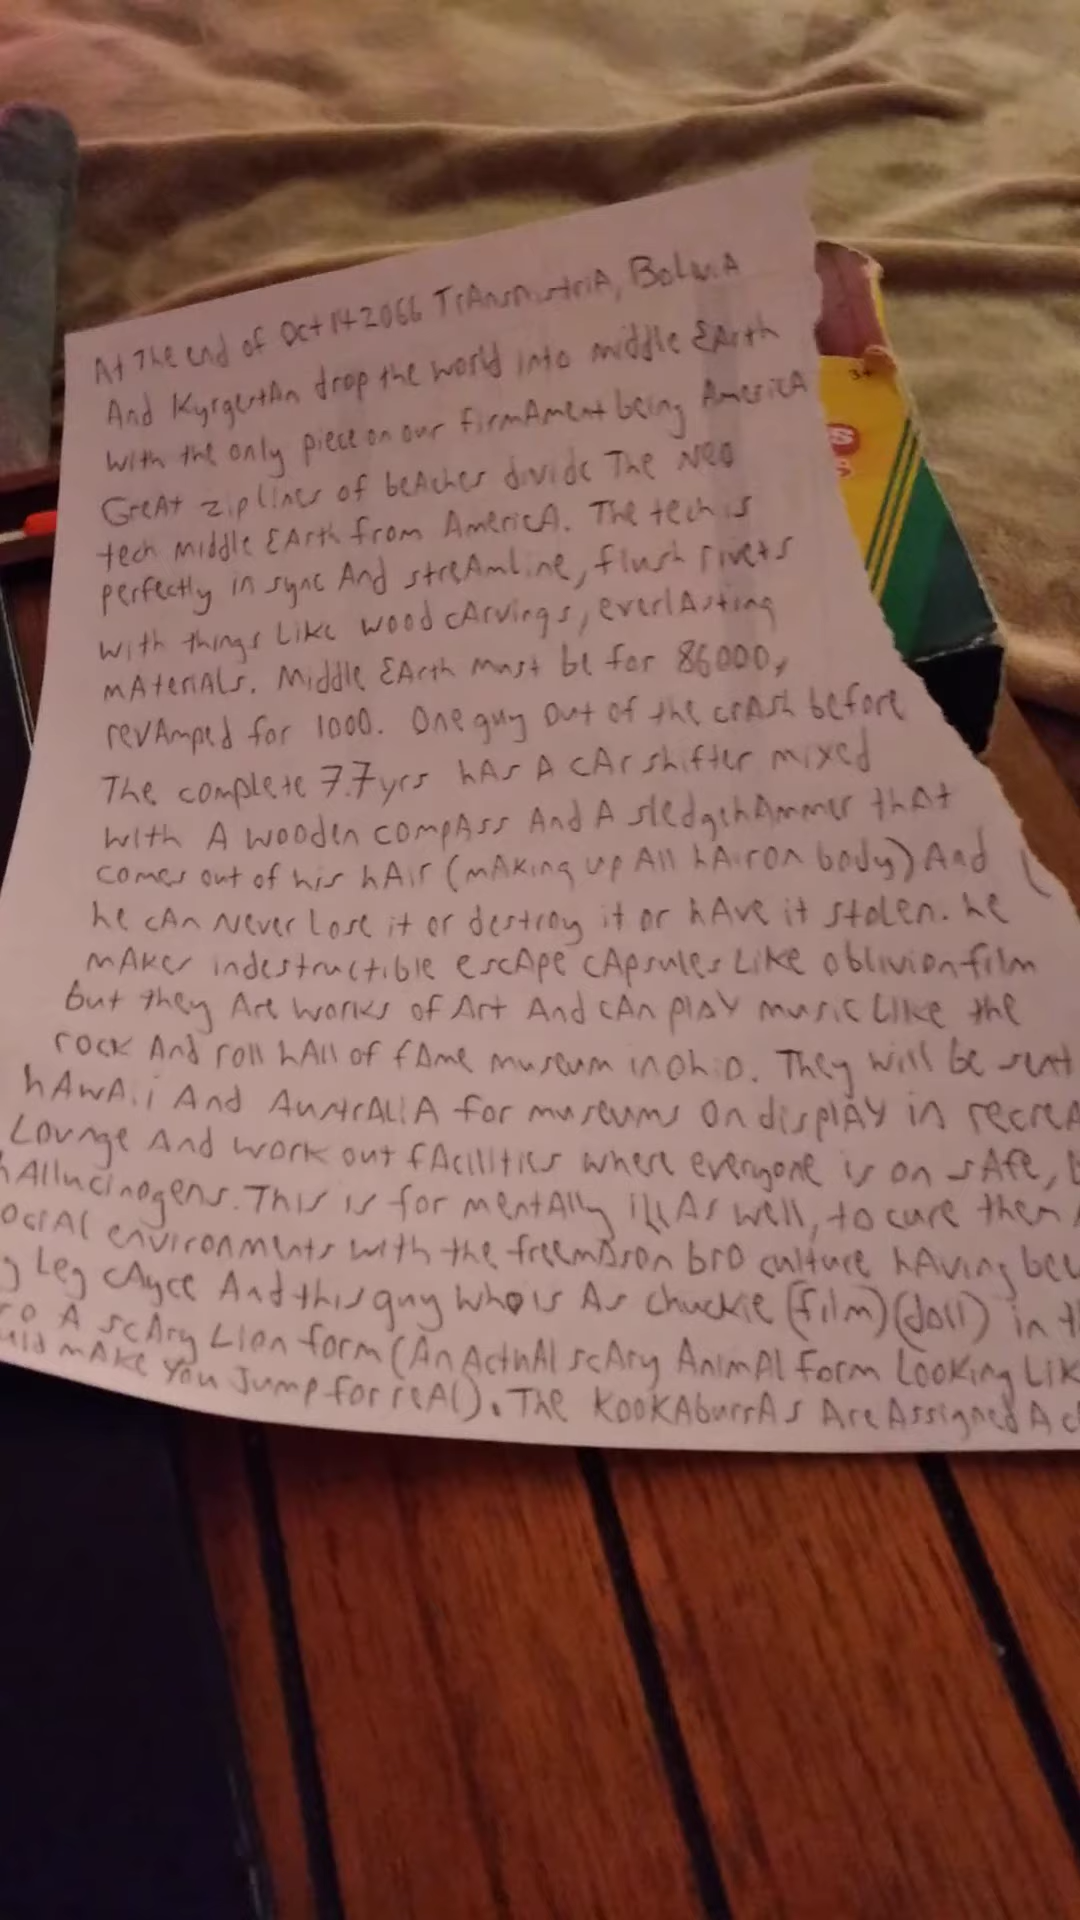 At The end of Oct 14 2066 TrAnsnistriA, BoliviA
And KyrgestAn drop the world into middle EArth
with the only piece on our firmAment being AmericA
GreAt ziplines of beAches divide The Neo
tech middle EArth from AmericA. The tech is
perfectly in sync And streAmline, flush rivets
with things Like wood cArvings, everlAsting
mAteriAls. Middle EArth must be for 86000,
revAmped for 1000. One guy out of the crAsh before
The complete 7.7yrs hAs A cAr shifter mixed
with A wooden compAss And A sledgehAmmer thAt
comes out of his hAir (mAking up All hAir on body) And
he cAn Never Lose it or destroy it or hAve it stolen. he
mAkes indestructible escApe cApsules Like oblivion film
but they Are works of Art And cAn plAy music Like the
rock And roll hAll of fAme museum in Ohio. They will be sent
hAwAii And AustrAliA for museums On displAy in recreA
Lounge And work out fAcilities where everyone is on sAfe,
hAllucinogens. This is for mentAlly ill As well, to cure them
ociAl environments with the freemAson bro culture hAving
Leg cAyce And this guy who is As chuckie (film)(doll) in
A scAry Lion form (An ActuAl scAry AnimAl form Looking Lik
mAke You Jump for reAl). The KookAburrAs Are Assigned A
3+
S